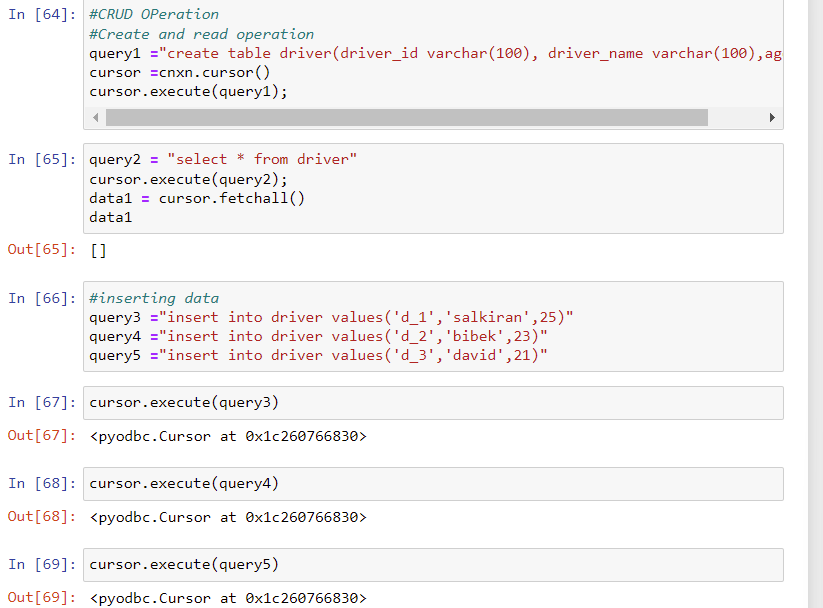 In [64]: #CRUD OPeration
#Create and read operation
query1 ="create table driver(driver_id varchar(100), driver_name varchar(100),ag
cursor =cnxn.cursor()
cursor.execute(query1);
In [65]: query2 = "select * from driver"
cursor.execute(query2);
data1 = cursor.fetchall()
data1
Out[65]: []
In [66]: #inserting data
query3 ="insert into driver values('d_1','salkiran',25)"
query4 ="insert into driver values('d_2','bibek',23)"
query5 ="insert into driver values('d_3','david',21)"
In [67]: cursor.execute(query3)
Out[67]: <pyodbc.Cursor at 0x1c260766830>
In [68]: cursor.execute(query4)
Out[68]: <pyodbc.Cursor at 0x1c260766830>
In [69]: cursor.execute(query5)
Out[69]: <pyodbc.Cursor at 0x1c260766830>